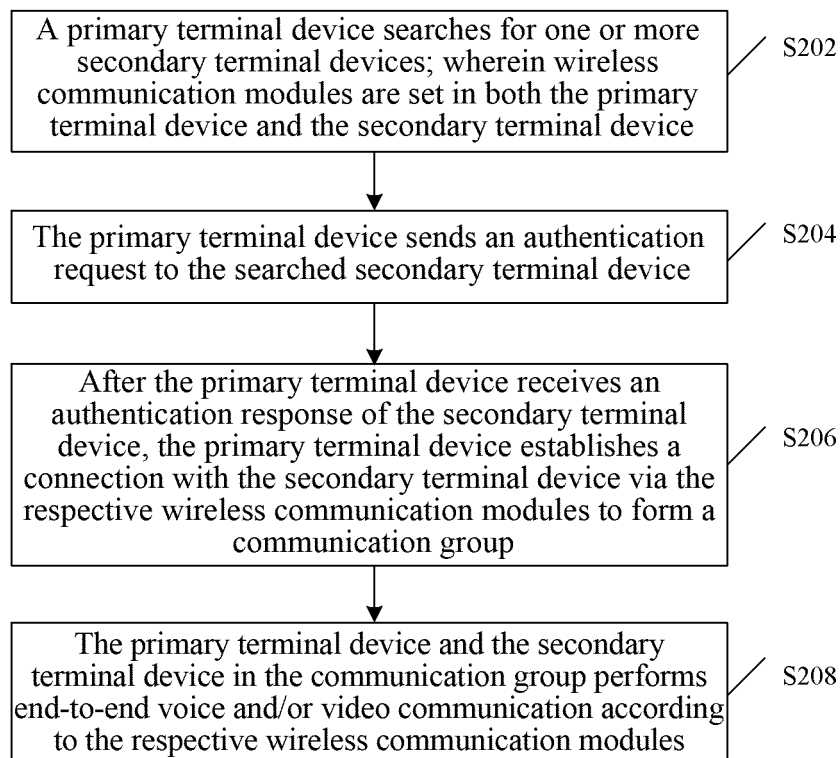 A primary terminal device searches for one or more
secondary terminal devices; wherein wireless
communication modules are set in both the primary
terminal device and the secondary terminal device
S202
The primary terminal device sends an authentication
request to the searched secondary terminal device
S204
After the primary terminal device receives an
authentication response of the secondary terminal
device, the primary terminal device establishes a
connection with the secondary terminal device via the
respective wireless communication modules to form a
communication group
S206
The primary terminal device and the secondary
terminal device in the communication group performs
end-to-end voice and/or video communication according
to the respective wireless communication modules
S208